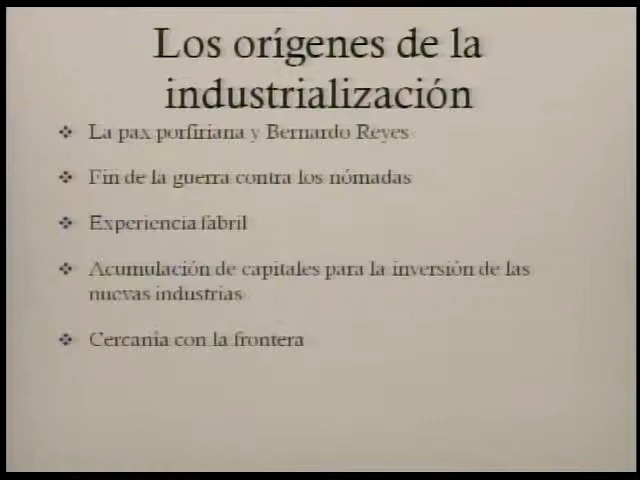 Los orígenes de la
industrialización
❖ La pax porfiriana y Bernardo Reyes
❖ Fin de la guerra contra los nómadas
❖ Experiencia fabril
❖ Acumulación de capitales para la inversión de las
nuevas industrias
❖ Cercanía con la frontera